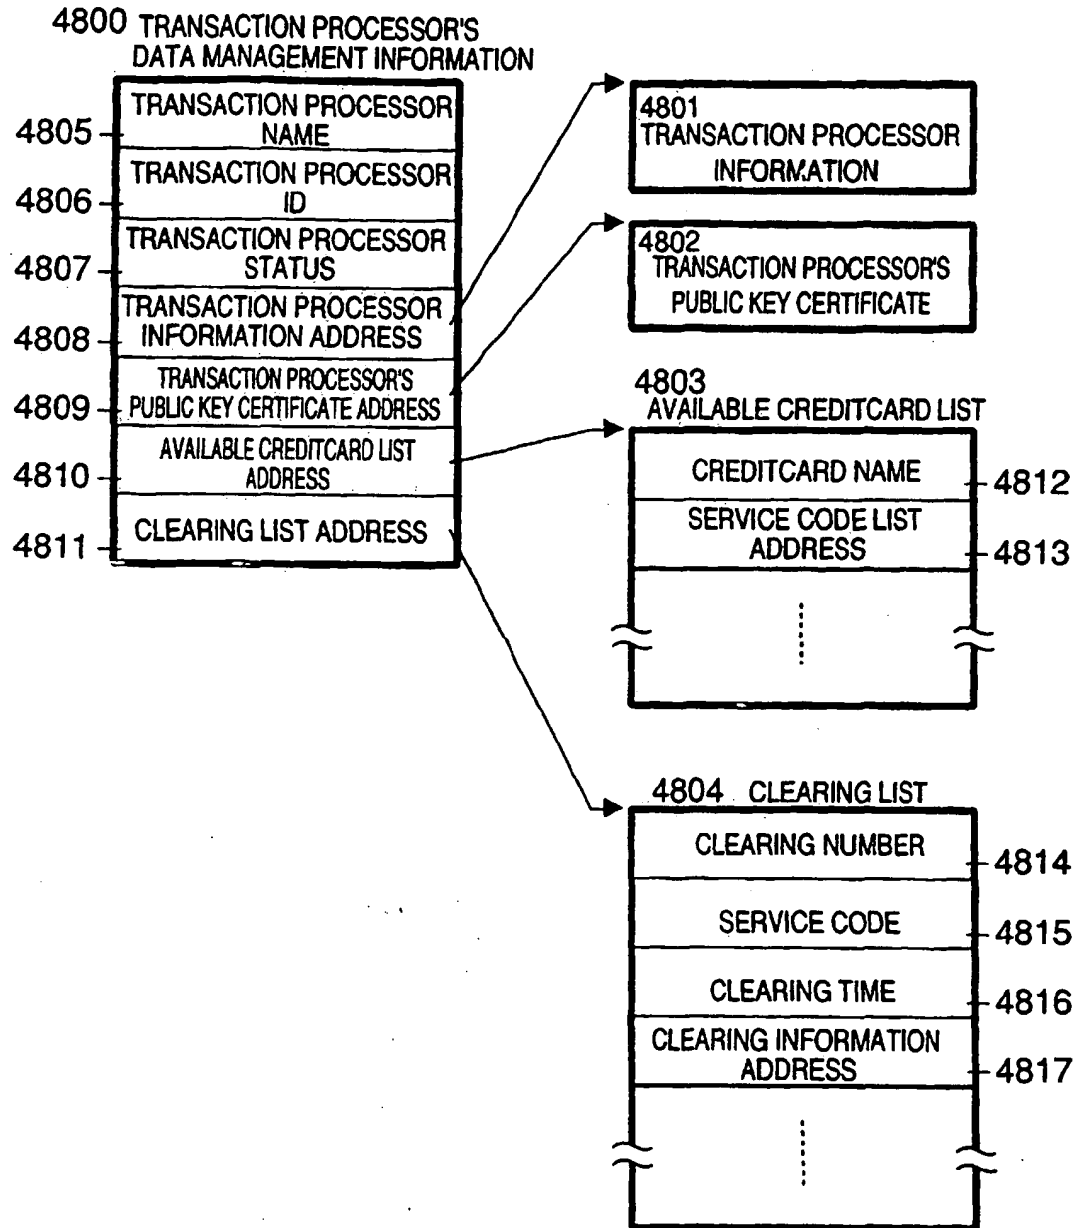 4800 TRANSACTION PROCESSOR'S
DATA MANAGEMENT INFORMATION
4805
TRANSACTION PROCESSOR
NAME
4806
TRANSACTION PROCESSOR
ID
4807
TRANSACTION PROCESSOR
STATUS
4808
TRANSACTION PROCESSOR
INFORMATION ADDRESS
4809
TRANSACTION PROCESSOR'S
PUBLIC KEY CERTIFICATE ADDRESS
4810
AVAILABLE CREDITCARD LIST
ADDRESS
4811
CLEARING LIST ADDRESS
4801
TRANSACTION PROCESSOR
INFORMATION
4802
TRANSACTION PROCESSOR'S
PUBLIC KEY CERTIFICATE
4803
AVAILABLE CREDITCARD LIST
CREDITCARD NAME
4812
SERVICE CODE LIST
ADDRESS
4813
4804 CLEARING LIST
CLEARING NUMBER
4814
SERVICE CODE
4815
CLEARING TIME
4816
CLEARING INFORMATION
ADDRESS
4817